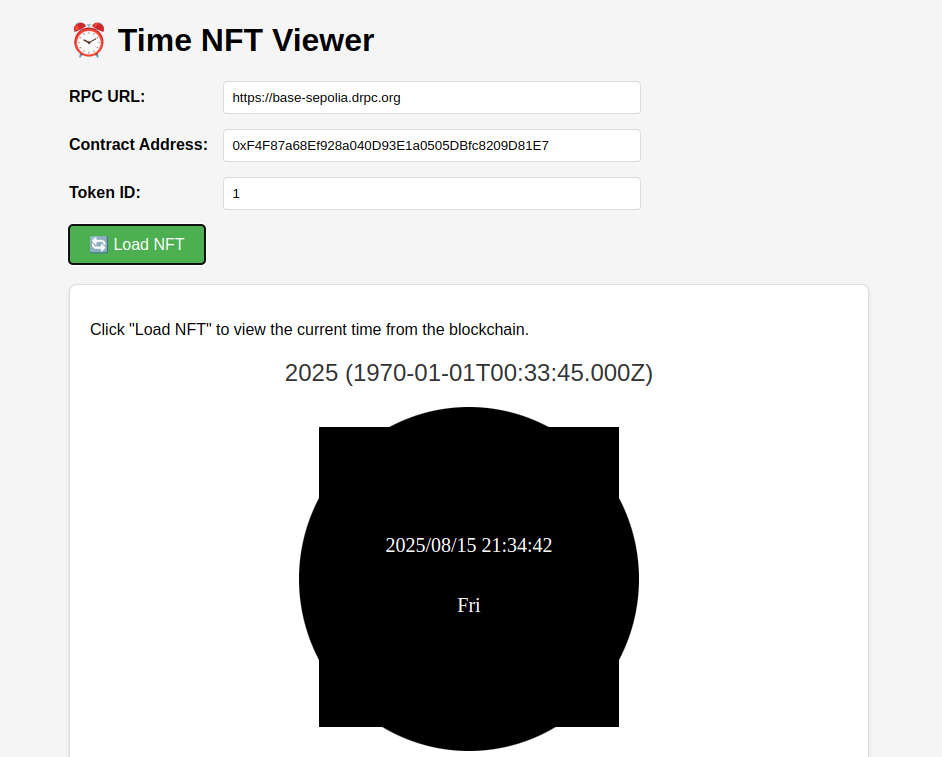 ⏰ Time NFT Viewer
RPC URL:
https://base-sepolia.drpc.org
Contract Address:
0xF4F87a68Ef928a040D93E1a0505DBfc8209D81E7
Token ID:
1
🔄 Load NFT
Click "Load NFT" to view the current time from the blockchain.
2025 (1970-01-01T00:33:45.000Z)
2025/08/15 21:34:42
Fri